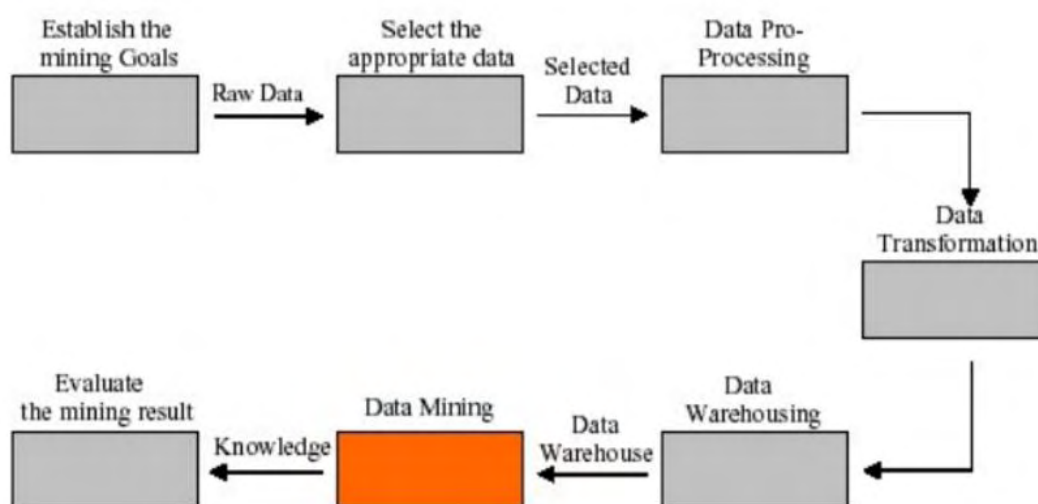 Establish the
mining Goals
Raw Data
Select the
appropriate data
Selected
Data
Data Pro-
Processing
Data
Transformation
Data
Warehousing
Data
Warehouse
Data Mining
Knowledge
Evaluate
the mining result